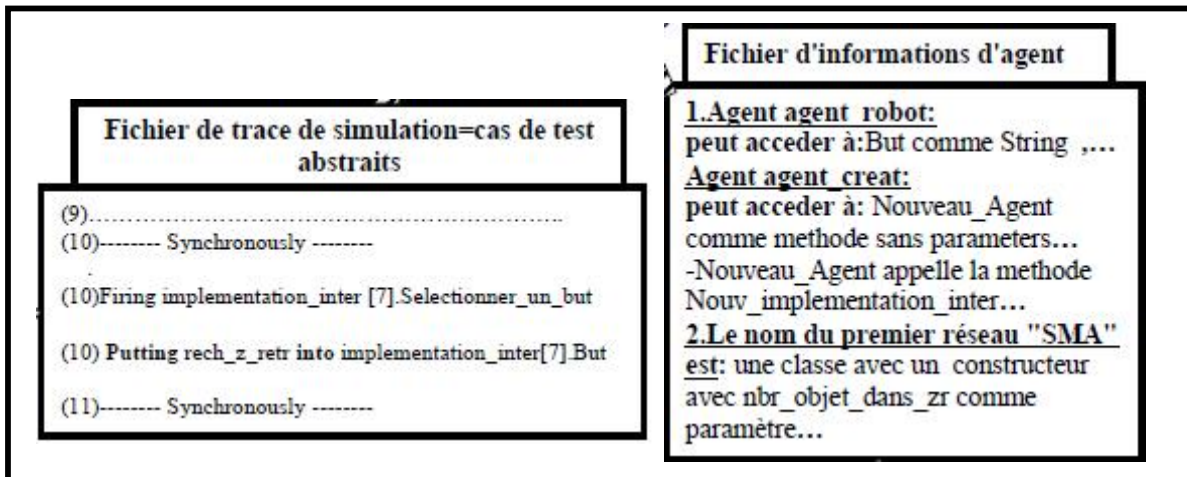 Fichier de trace de simulation=cas de test
abstraits
(9)…………………………………………………….
(10)-------- Synchronously --------
.
(10)Firing implementation_inter [7].Selectionner_un_but
(10) Putting rech_z_retr into implementation_inter[7].But
(11)-------- Synchronously --------
Fichier d'informations d'agent
1.Agent agent_robot:
peut acceder à:But comme String ,…
Agent agent_creat:
peut acceder à: Nouveau_Agent
comme methode sans parameters…
-Nouveau_Agent appelle la methode
Nouv_implementation_inter…
2.Le nom du premier réseau "SMA"
est: une classe avec un constructeur
avec nbr_objet_dans_zr comme
paramètre…